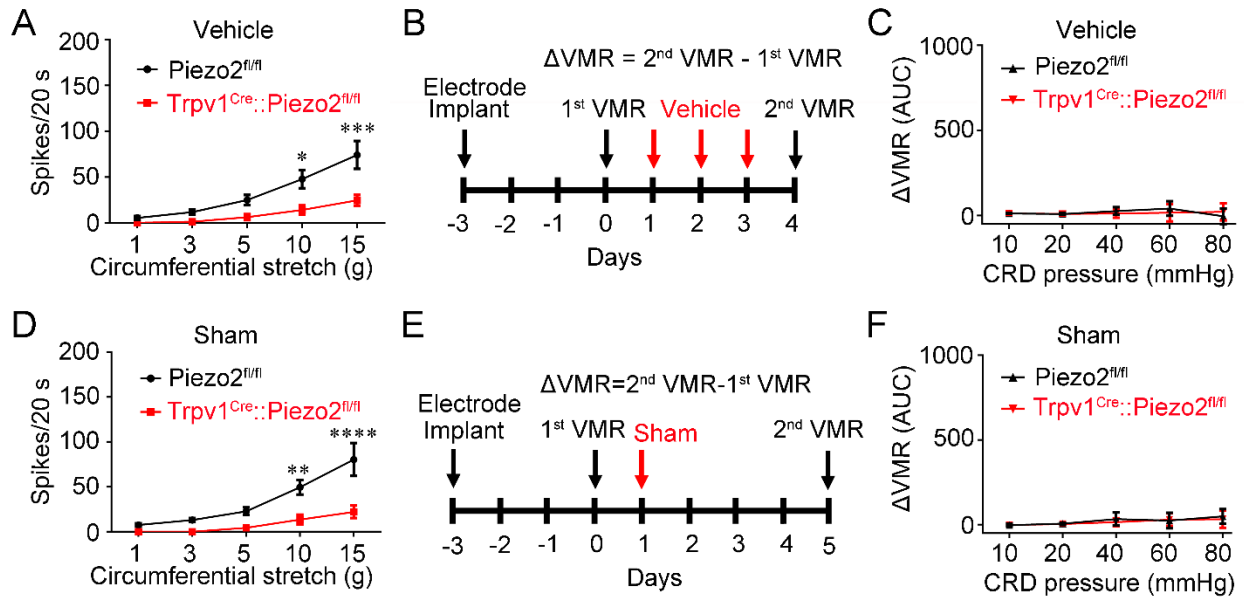 A
Vehicle
200
150
100
50
0
Spikes/20 s
Piezo2fl/fl
Trpv1Cre::Piezo2fl/fl
*
***
1 3 5 10 15
Circumferential stretch (g)
B
ΔVMR = 2nd VMR - 1st VMR
Electrode
Implant
1st VMR Vehicle 2nd VMR
-3 -2 -1 0 1 2 3 4
Days
C
Vehicle
1000
500
0
ΔVMR (AUC)
Piezo2fl/fl
Trpv1Cre::Piezo2fl/fl
10 20 40 60 80
CRD pressure (mmHg)
D
Sham
200
150
100
50
0
Spikes/20 s
Piezo2fl/fl
Trpv1Cre::Piezo2fl/fl
**
****
1 3 5 10 15
Circumferential stretch (g)
E
ΔVMR=2nd VMR-1st VMR
Electrode
Implant
1st VMR Sham 2nd VMR
-3 -2 -1 0 1 2 3 4 5
Days
F
Sham
1000
500
0
ΔVMR (AUC)
Piezo2fl/fl
Trpv1Cre::Piezo2fl/fl
10 20 40 60 80
CRD pressure (mmHg)